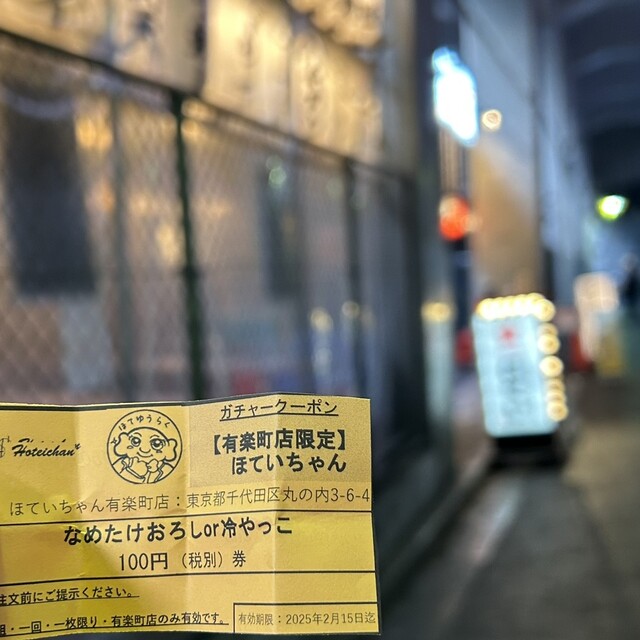 Hoteichan
ほてゆうらく
ガチャークーポン
【有楽町店限定】
ほていちゃん
ほていちゃん有楽町店：東京都千代田区丸の内3-6-4
なめたけおろしor冷やっこ
100円（税別）券
注文前にご提示ください。
組・一回・一枚限り・有楽町店のみ有効です。
有効期限：2025年2月15日迄